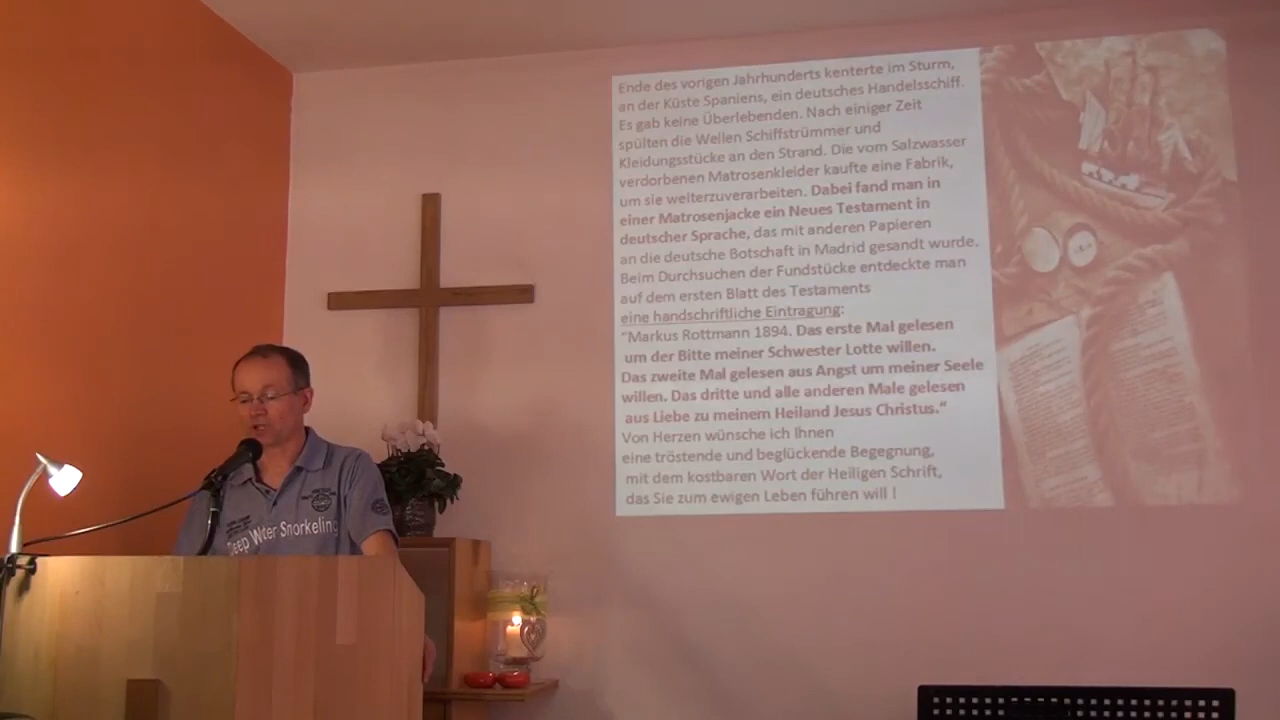 Ende des vorigen Jahrhunderts kenterte im Sturm,
an der Küste Spaniens, ein deutsches Handelsschiff.
Es gab keine Überlebenden. Nach einiger Zeit
spülten die Wellen Schiffstrümmer und
Kleidungsstücke an den Strand. Die vom Salzwasser
verdorbenen Matrosenkleider kaufte eine Fabrik,
um sie weiterzuverarbeiten. Dabei fand man in
einer Matrosenjacke ein Neues Testament in
deutscher Sprache, das mit anderen Papieren
an die deutsche Botschaft in Madrid gesandt wurde.
Beim Durchsuchen der Fundstücke entdeckte man
auf dem ersten Blatt des Testaments
eine handschriftliche Eintragung:
“Markus Rottmann 1894. Das erste Mal gelesen
um der Bitte meiner Schwester Lotte willen.
Das zweite Mal gelesen aus Angst um meiner Seele
willen. Das dritte und alle anderen Male gelesen
aus Liebe zu meinem Heiland Jesus Christus.“
Von Herzen wünsche ich Ihnen
eine tröstende und beglückende Begegnung,
mit dem kostbaren Wort der Heiligen Schrift,
das Sie zum ewigen Leben führen will !
Deep Water Snorkeling